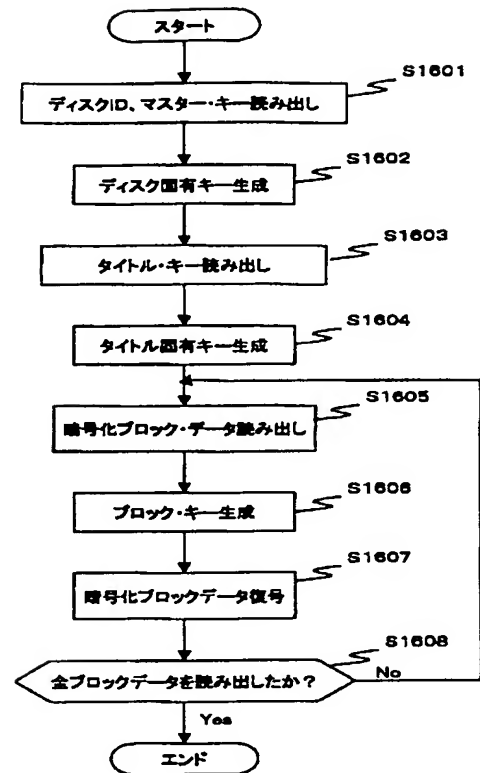 スタート
S1601
ディスクID、マスター・キー読み出し
S1602
ディスク固有キー生成
S1603
タイトル・キー読み出し
S1604
タイトル固有キー生成
S1605
暗号化ブロック・データ読み出し
S1606
ブロック・キー生成
S1607
暗号化ブロックデータ復号
S1608
全ブロックデータを読み出したか？
No
Yes
エンド